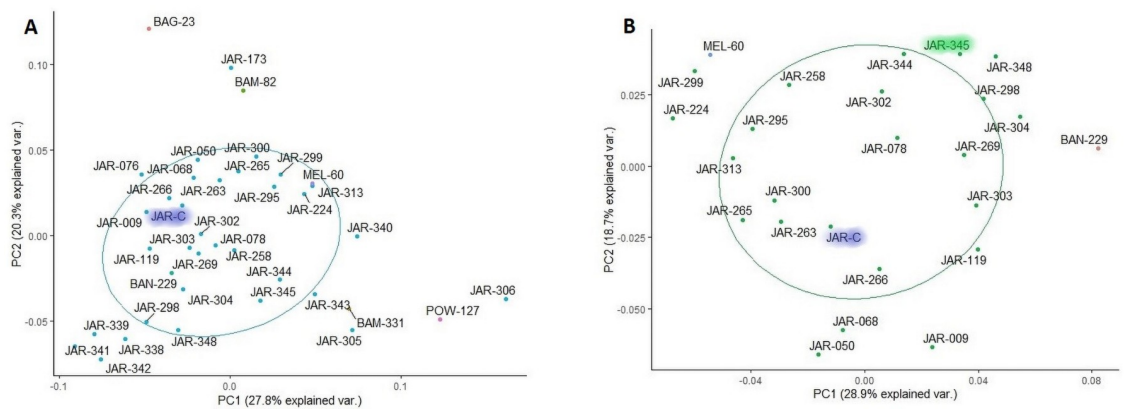 A
BAG-23
JAR-173
BAM-82
0.10
JAR-050
JAR-300
JAR-076
JAR-068
JAR-265
JAR-299
MEL-60
JAR-266
JAR-263
JAR-295
JAR-313
JAR-009
JAR-C
JAR-302
JAR-224
JAR-340
JAR-303
JAR-078
JAR-119
JAR-269
JAR-258
BAN-229
JAR-344
JAR-298
JAR-304
JAR-345
JAR-343
JAR-306
POW-127
JAR-339
BAM-331
JAR-341
JAR-338
JAR-348
JAR-305
JAR-342
0.05
0.00
-0.05
-0.1
0.0
0.1
PC1 (27.8% explained var.)
PC2 (20.3% explained var.)
B
MEL-60
JAR-345
JAR-344
JAR-348
JAR-299
JAR-258
JAR-298
JAR-302
JAR-224
JAR-304
JAR-295
BAN-229
JAR-078
JAR-269
JAR-313
JAR-300
JAR-303
JAR-265
JAR-263
JAR-C
JAR-119
JAR-266
JAR-068
JAR-009
JAR-050
0.025
0.000
-0.025
-0.050
-0.04
0.00
0.04
0.08
PC1 (28.9% explained var.)
PC2 (18.7% explained var.)